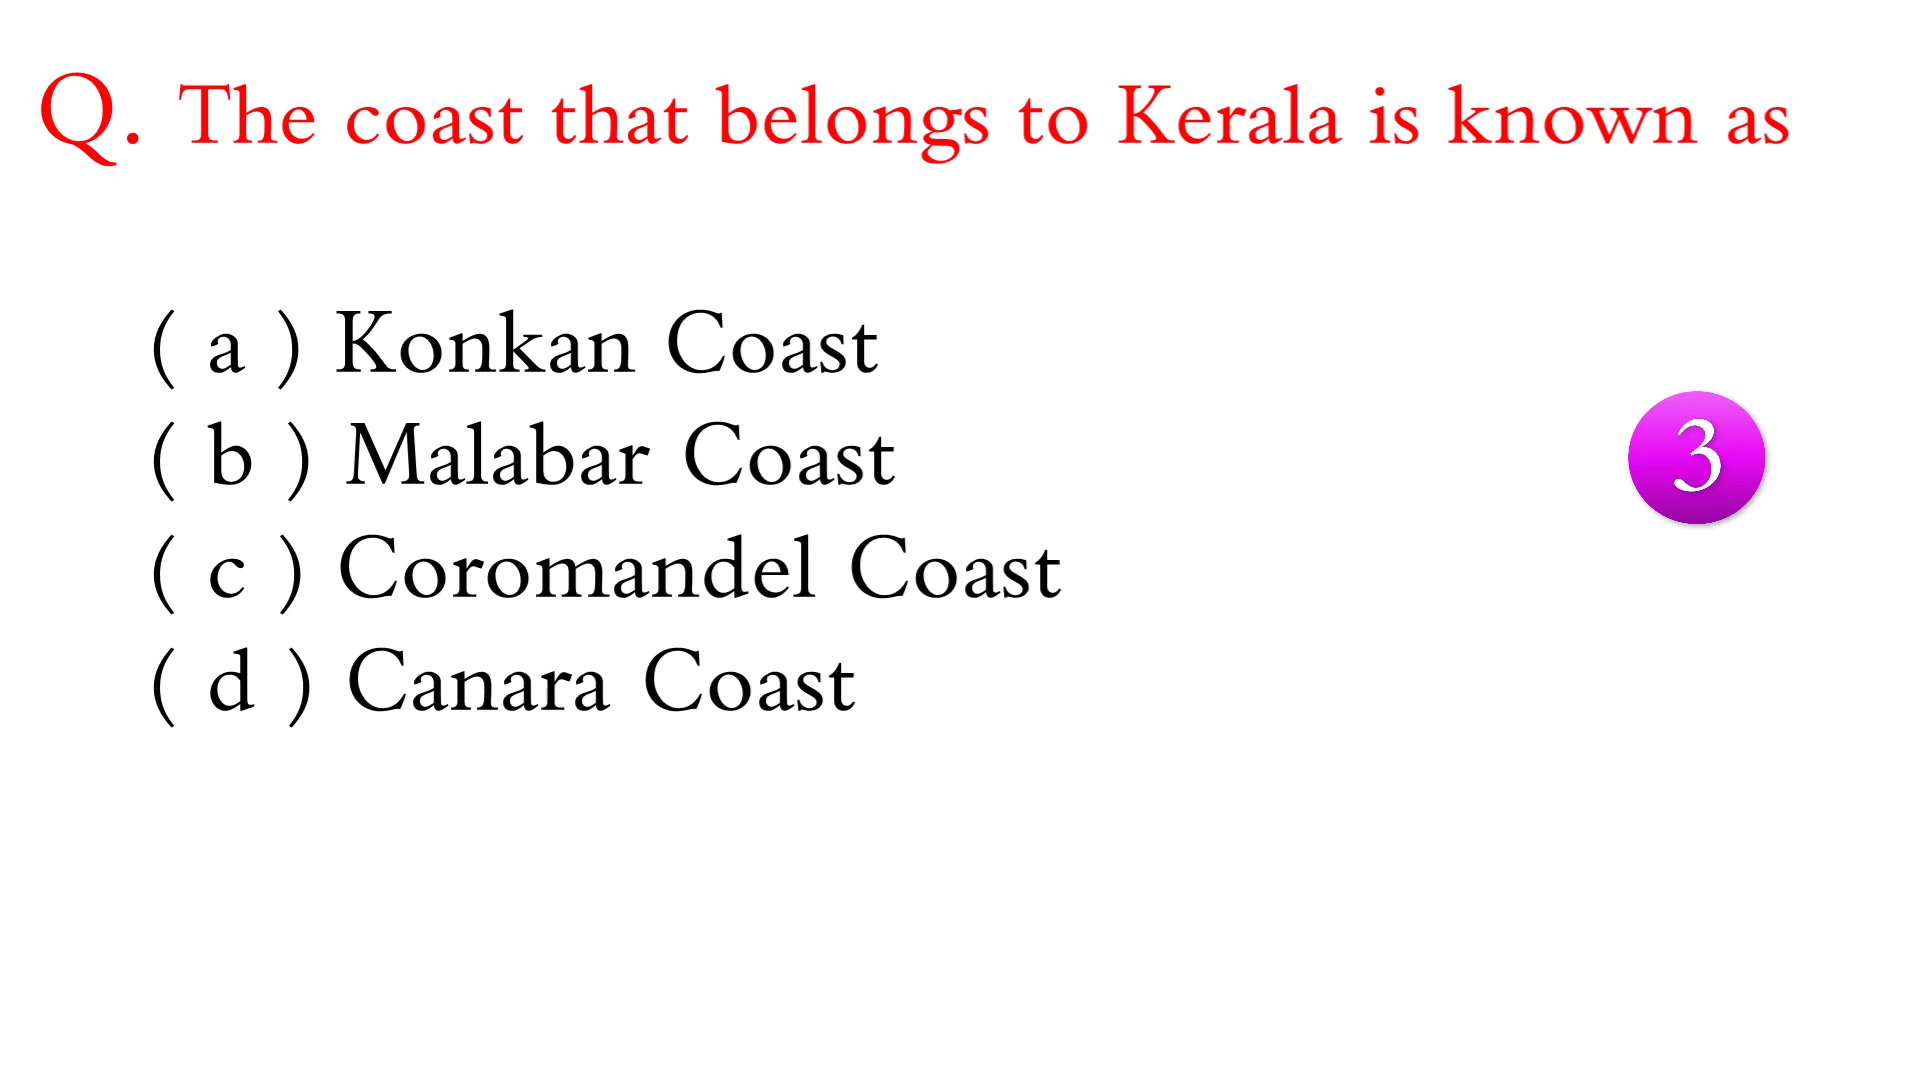 Q. The coast that belongs to Kerala is known as
( a ) Konkan Coast
( b ) Malabar Coast
3
( c ) Coromandel Coast
( d ) Canara Coast